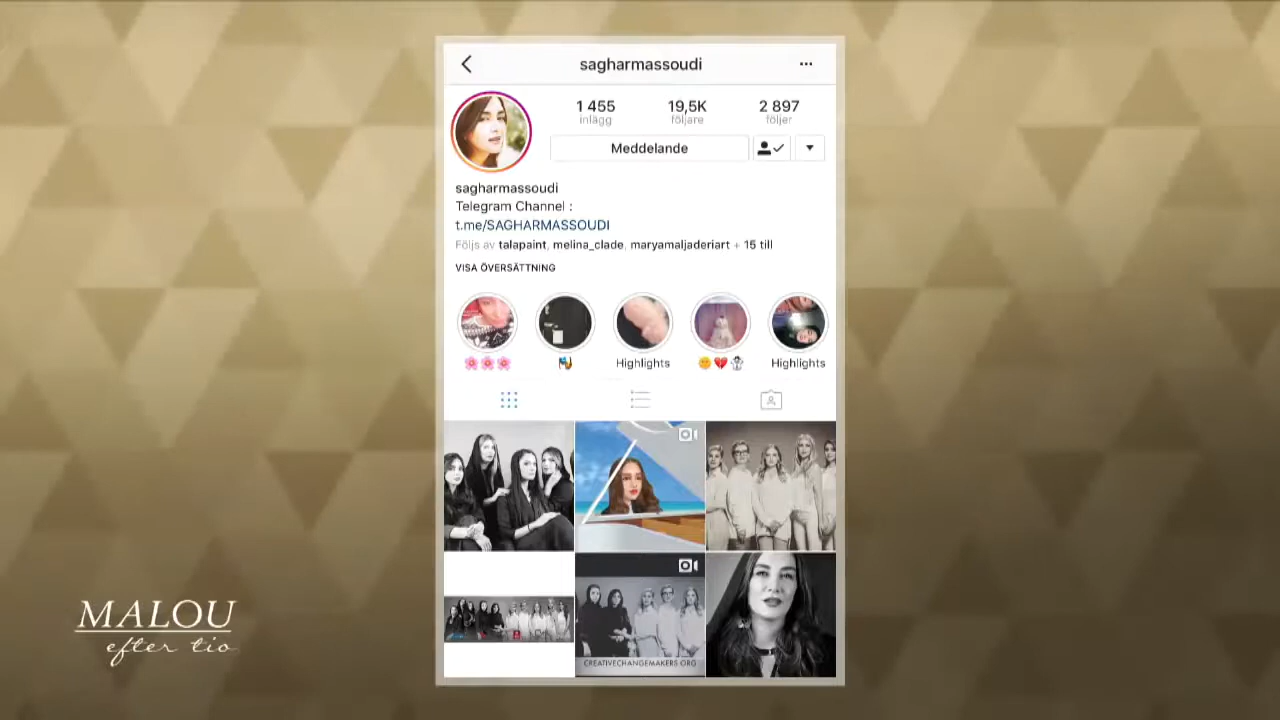 sagharmassoudi
1 455
19,5K
2 897
inlägg
följare
följer
Meddelande
sagharmassoudi
Telegram Channel :
t.me/SAGHARMASSOUDI
Följs av talapaint, melina_clade, maryamaljaderiart + 15 till
VISA ÖVERSÄTTNING
🌸🌸🌸
Highlights
🌞💔☃️
Highlights
CREATIVECHANGEMAKERS.ORG
MALOU
efter tio